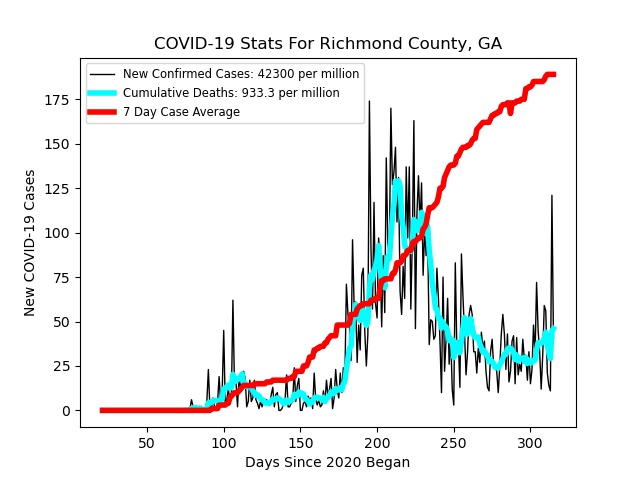 COVID-19 Stats For Richmond County, GA
New Confirmed Cases: 42300 per million
Cumulative Deaths: 933.3 per million
7 Day Case Average
175
150
125
100
75
50
25
0
New COVID-19 Cases
50 100 150 200 250 300
Days Since 2020 Began